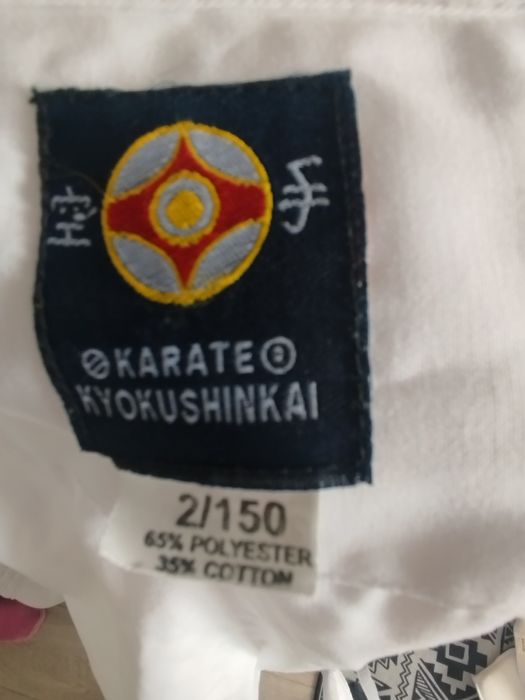 手
KARATE ®
KYOKUSHINKAI
2/150
65% POLYESTER
35% COTTON